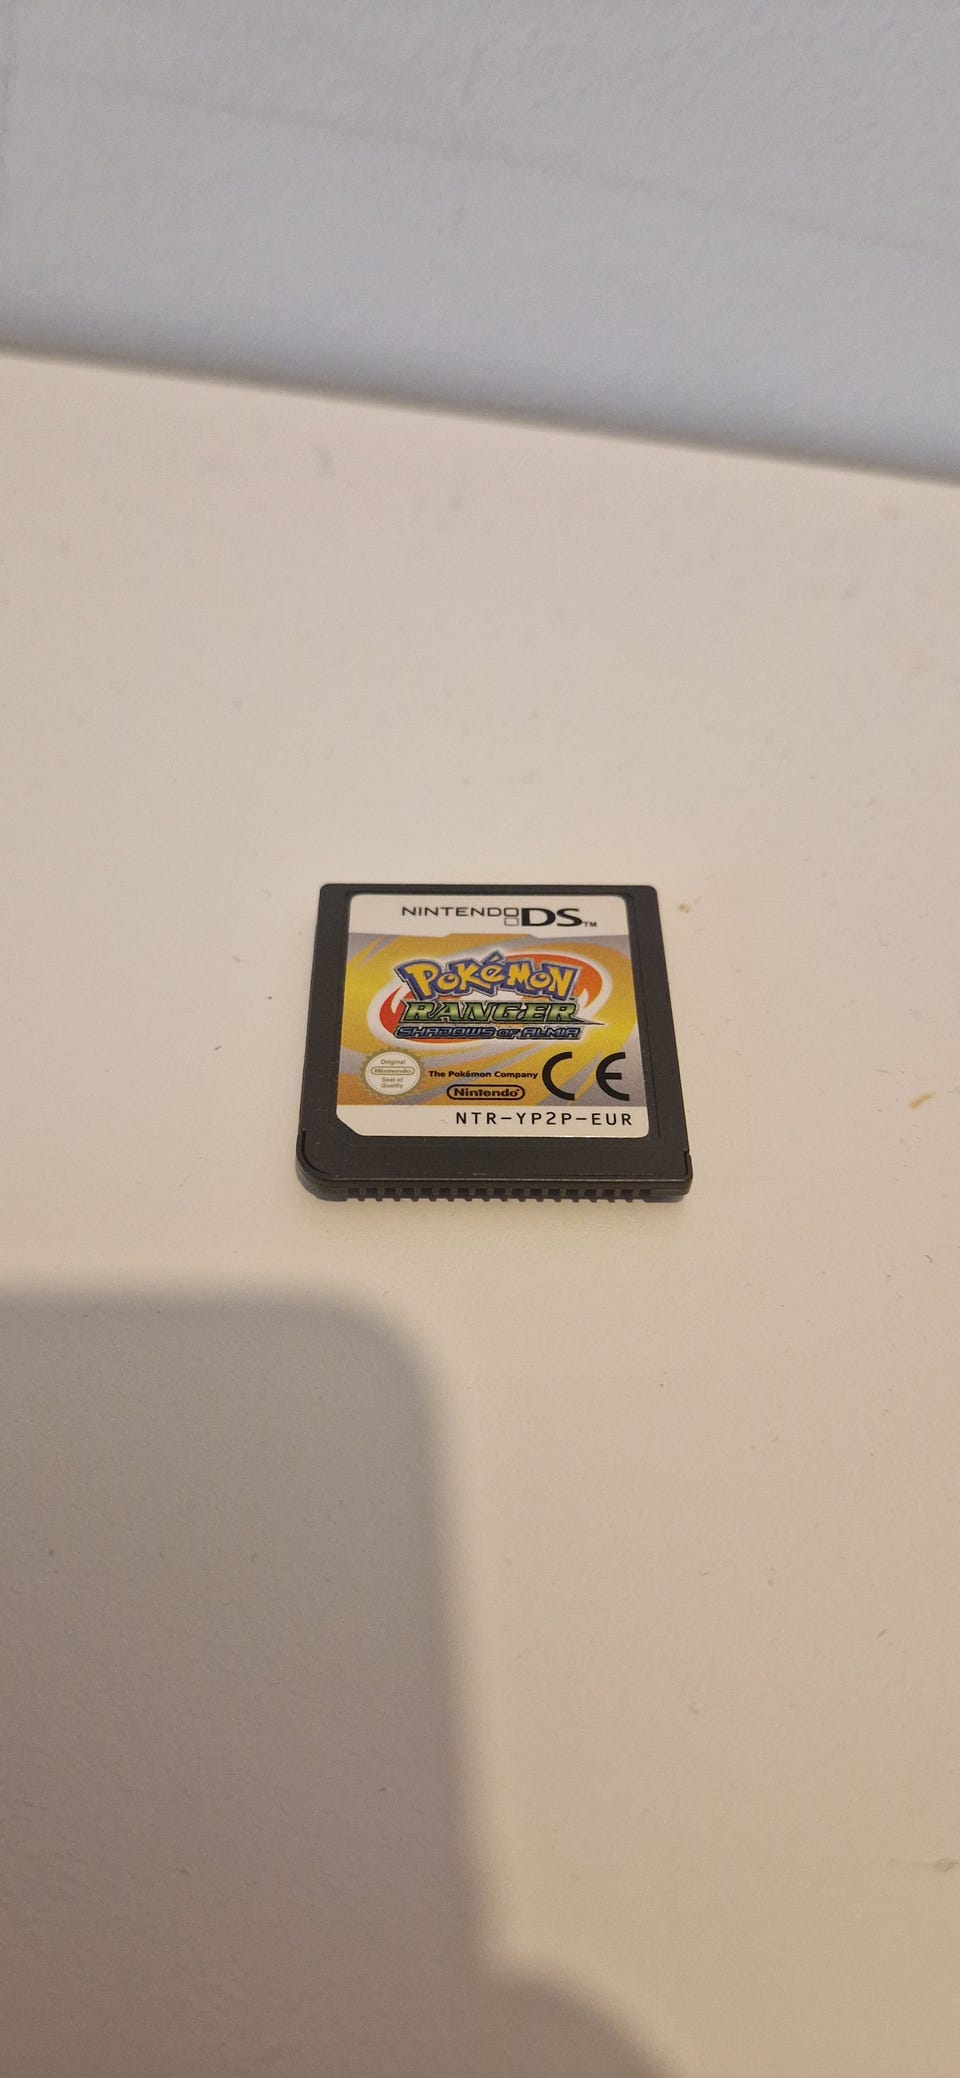 NINTENDO DS™
POKéMON
RANGER
SHADOWS OF ALMIA
Original
Nintendo
Seal of
Quality
The Pokémon Company
Nintendo®
CE
NTR-YP2P-EUR